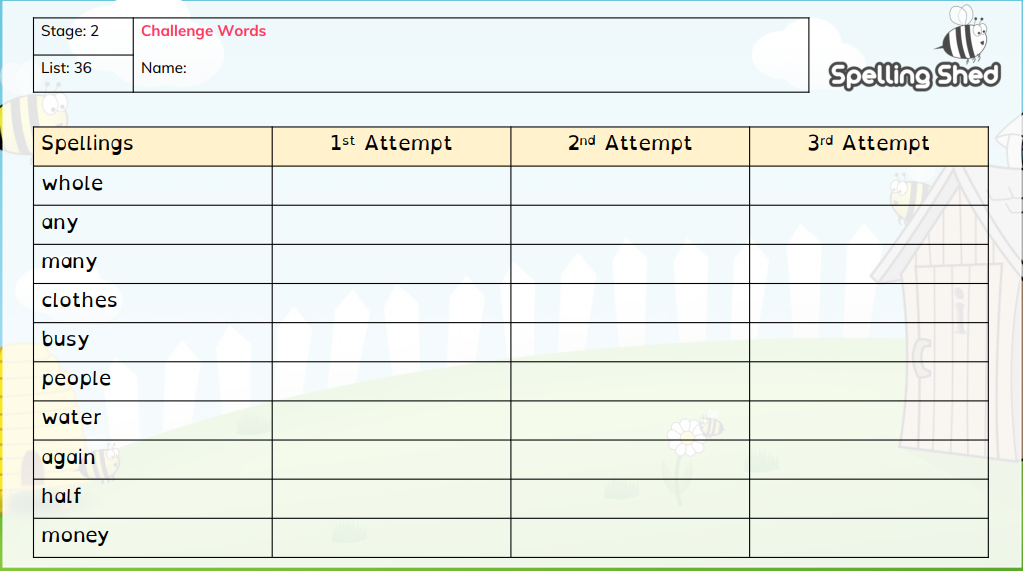 Stage: 2
Challenge Words
List: 36
Name:
Spelling Shed
Spellings
1st Attempt
2nd Attempt
3rd Attempt
whole
any
many
clothes
busy
people
water
again
half
money